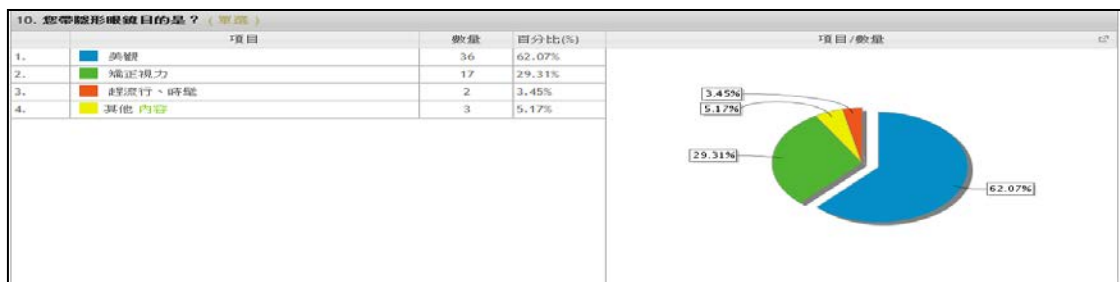 10. 您帶隱形眼鏡目的是？（單選）
項目 數量 百分比(%) 項目/數量
1. 美觀 36 62.07%
2. 矯正視力 17 29.31%
3. 趕流行、時髦 2 3.45%
4. 其他 內容 3 5.17%
3.45%
5.17%
29.31%
62.07%